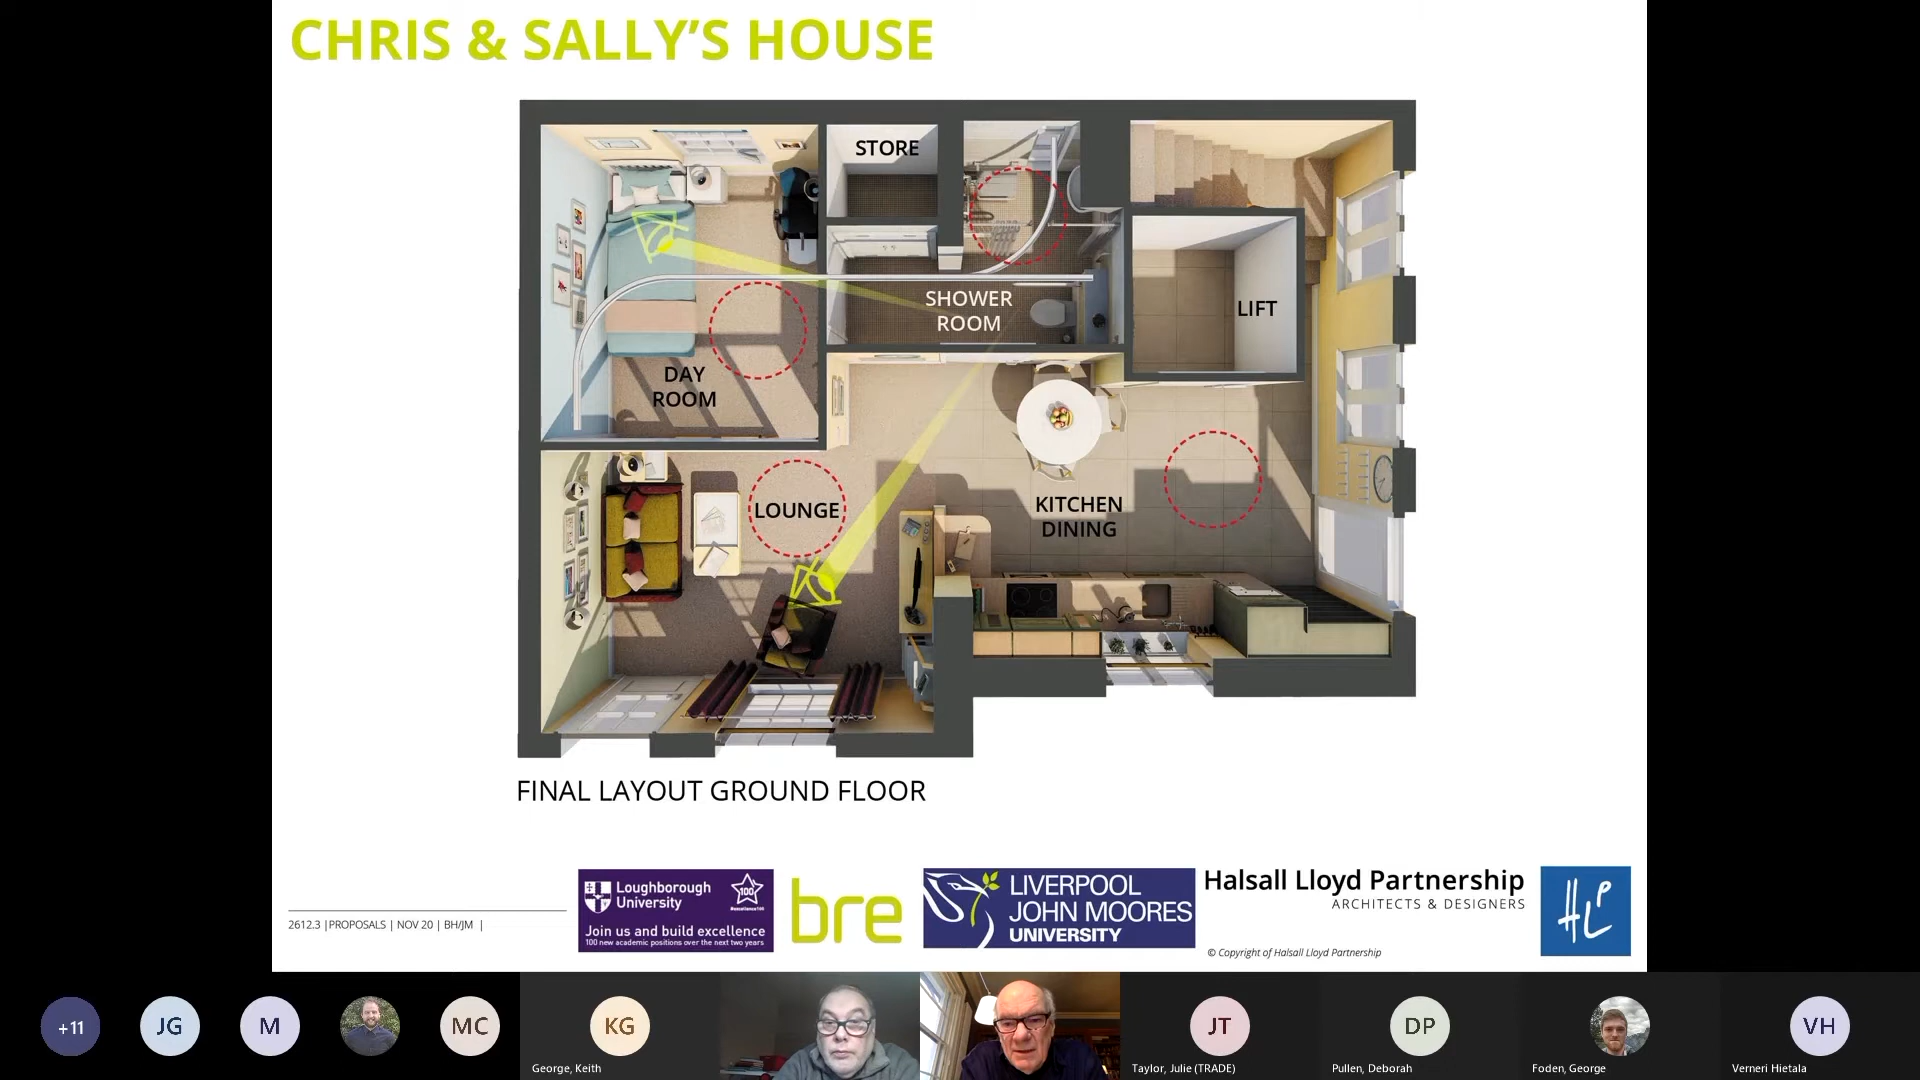 CHRIS & SALLY'S HOUSE
STORE
SHOWER
ROOM
LIFT
DAY
ROOM
LOUNGE
KITCHEN
DINING
FINAL LAYOUT GROUND FLOOR
2612.3 |PROPOSALS | NOV 20 | BH/JM |
Loughborough
University
100
#excellence100
Join us and build excellence
100 new academic positions over the next two years
bre
LIVERPOOL
JOHN MOORES
UNIVERSITY
Halsall Lloyd Partnership
ARCHITECTS & DESIGNERS
© Copyright of Halsall Lloyd Partnership
HLP
+11
JG
M
MC
KG
George, Keith
JT
Taylor, Julie (TRADE)
DP
Pullen, Deborah
Foden, George
VH
Verneri Hietala